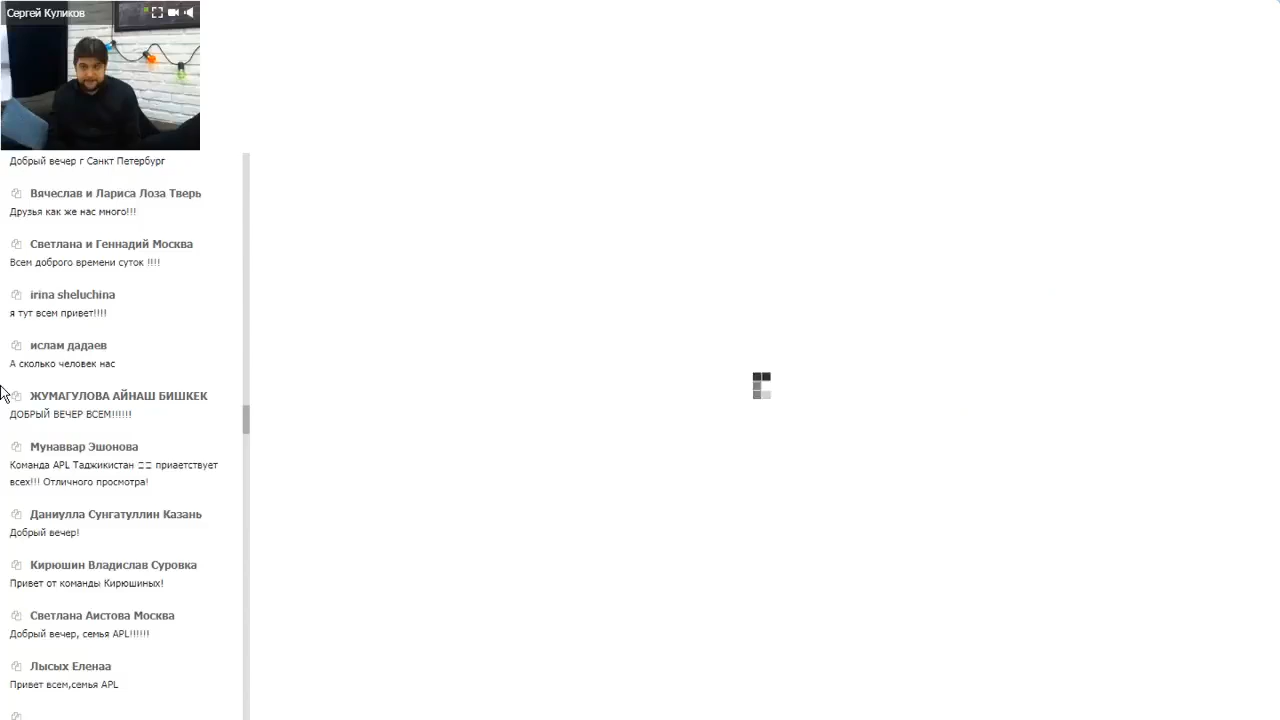 Сергей Куликов
Добрый вечер г Санкт Петербург
Вячеслав и Лариса Лоза Тверь
Друзья как же нас много!!!
Светлана и Геннадий Москва
Всем доброго времени суток !!!!
irina sheluchina
я тут всем привет!!!!
ислам дадаев
А сколько человек нас
ЖУМАГУЛОВА АЙНАШ БИШКЕК
ДОБРЫЙ ВЕЧЕР ВСЕМ!!!!!!
Мунаввар Эшонова
Команда APL Таджикистан □□ приаетствует
всех!!! Отличного просмотра!
Даниулла Сунгатуллин Казань
Добрый вечер!
Кирюшин Владислав Суровка
Привет от команды Кирюшиных!
Светлана Аистова Москва
Добрый вечер, семья APL!!!!!!
Лысых Еленаа
Привет всем,семья APL